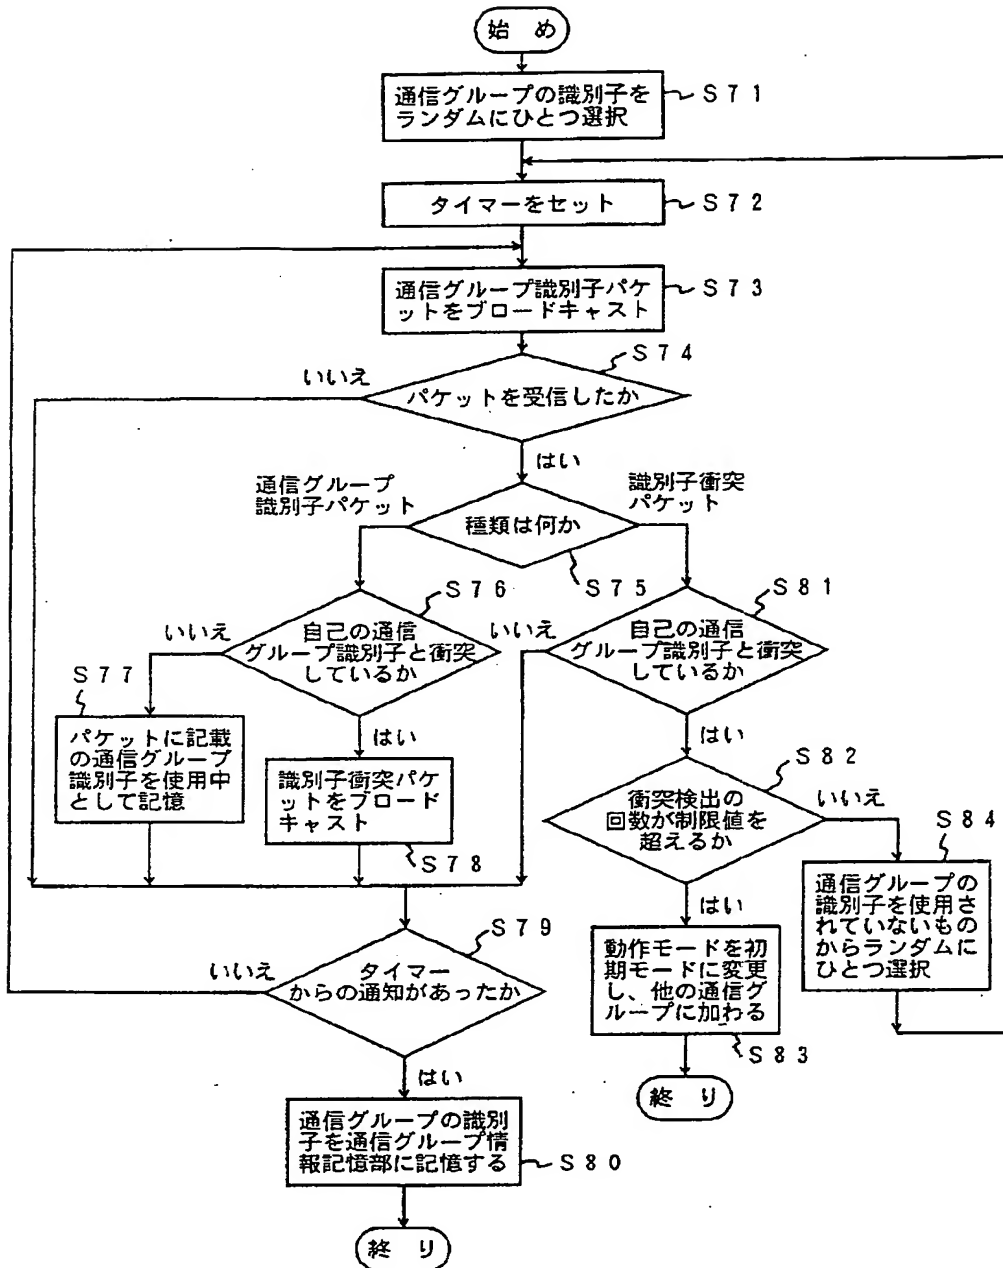 始 め
通信グループの識別子を
ランダムにひとつ選択
S71
タイマーをセット
S72
通信グループ識別子パケ
ットをブロードキャスト
S73
S74
いいえ
パケットを受信したか
はい
通信グループ
識別子パケット
識別子衝突
パケット
種類は何か
S75
S76
いいえ
自己の通信
グループ識別子と衝突
しているか
はい
S81
いいえ
自己の通信
グループ識別子と衝突
しているか
はい
S77
パケットに記載
の通信グループ
識別子を使用中
として記憶
識別子衝突パケ
ットをブロード
キャスト
S78
S82
衝突検出の
回数が制限値を
超えるか
いいえ
はい
S84
通信グループの
識別子を使用さ
れていないもの
からランダムに
ひとつ選択
S79
いいえ
タイマー
からの通知があったか
はい
動作モードを初
期モードに変更
し、他の通信グ
ループに加わる
S83
終 り
通信グループの識別
子を通信グループ情
報記憶部に記憶する
S80
終 り